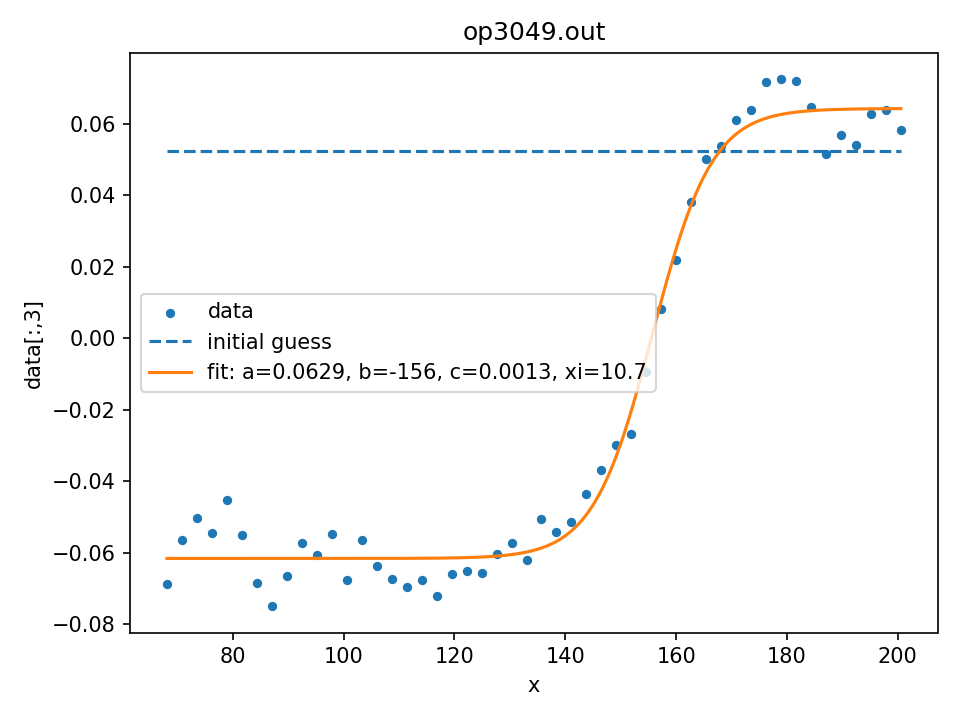 op3049.out
0.06
0.04
0.02
0.00
−0.02
−0.04
−0.06
−0.08
data[:,3]
data
initial guess
fit: a=0.0629, b=-156, c=0.0013, xi=10.7
80 100 120 140 160 180 200
x